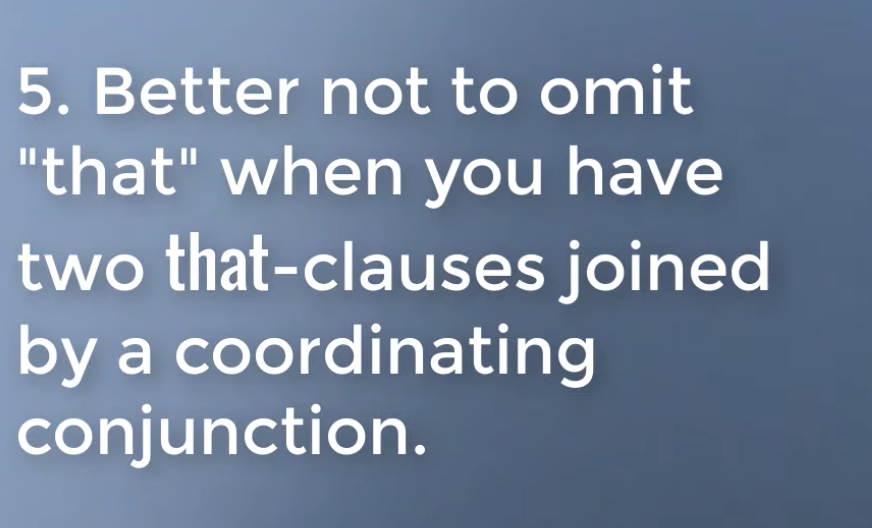 5. Better not to omit
"that" when you have
two that-clauses joined
by a coordinating
conjunction.